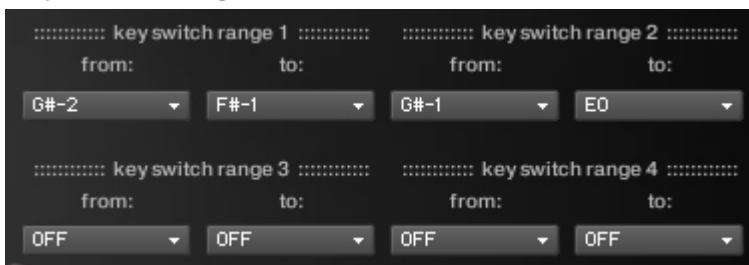 key switch range 1 key switch range 2
from: to: from: to:
G#-2 F#-1 G#-1 E0
key switch range 3 key switch range 4
from: to: from: to:
OFF OFF OFF OFF